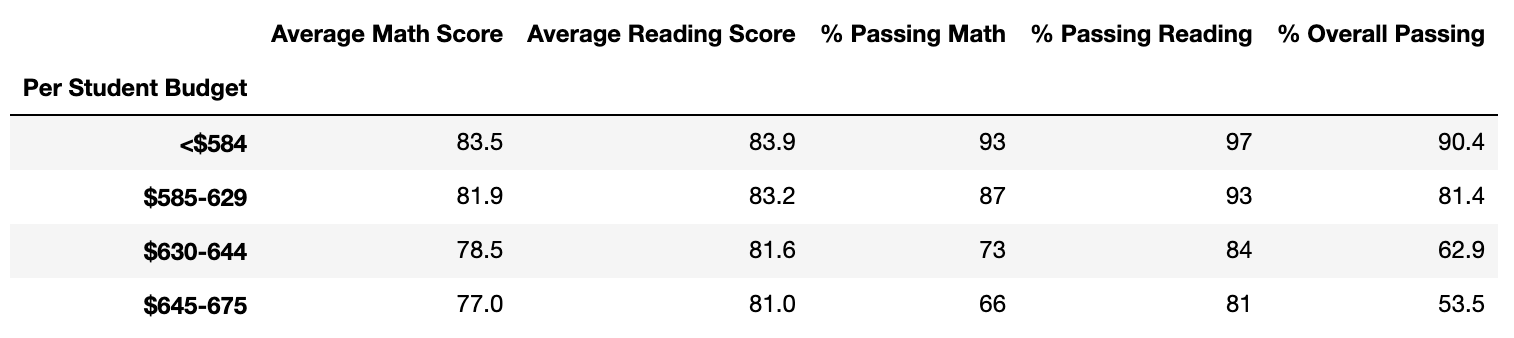 Average Math Score Average Reading Score % Passing Math % Passing Reading % Overall Passing
Per Student Budget
<$584 83.5 83.9 93 97 90.4
$585-629 81.9 83.2 87 93 81.4
$630-644 78.5 81.6 73 84 62.9
$645-675 77.0 81.0 66 81 53.5